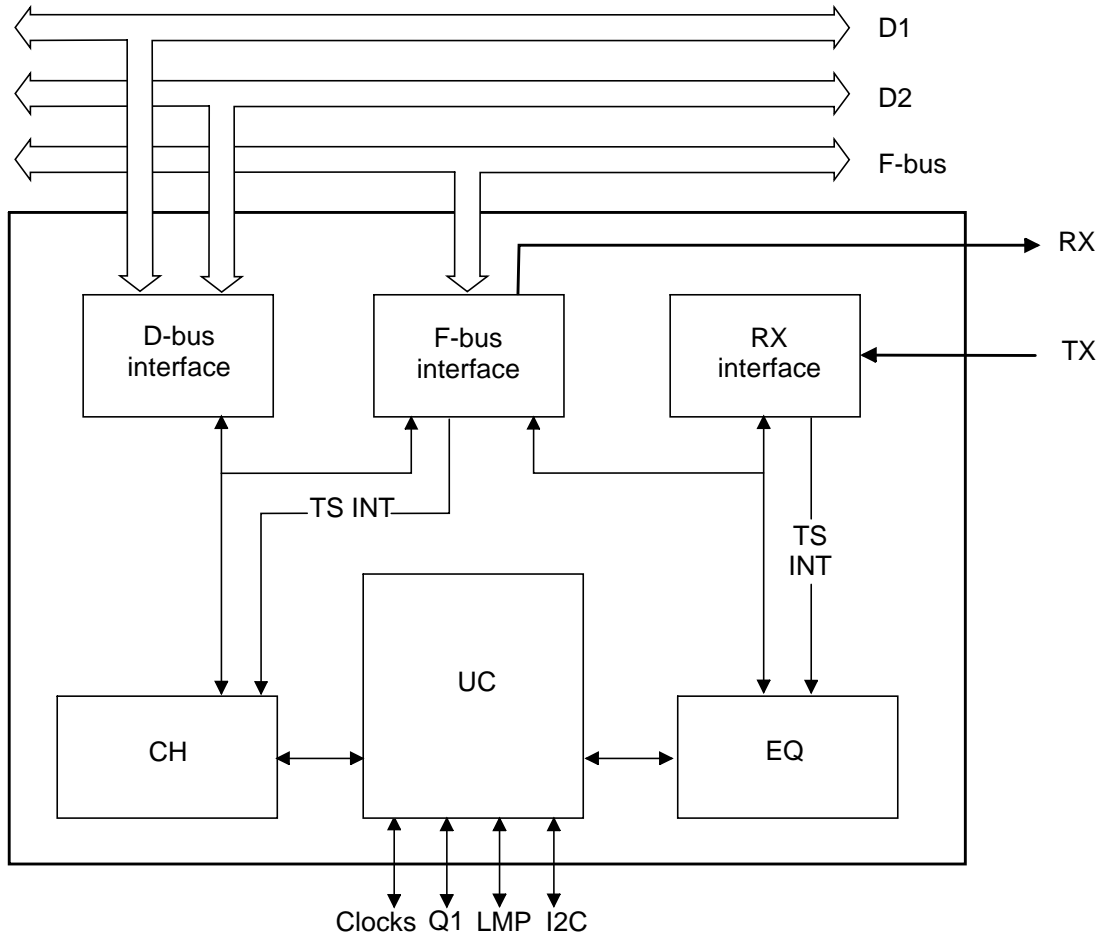 D1
D2
F-bus
RX
TX
D-bus
interface
F-bus
interface
RX
interface
TS INT
TS
INT
UC
CH
EQ
Clocks Q1 LMP I2C